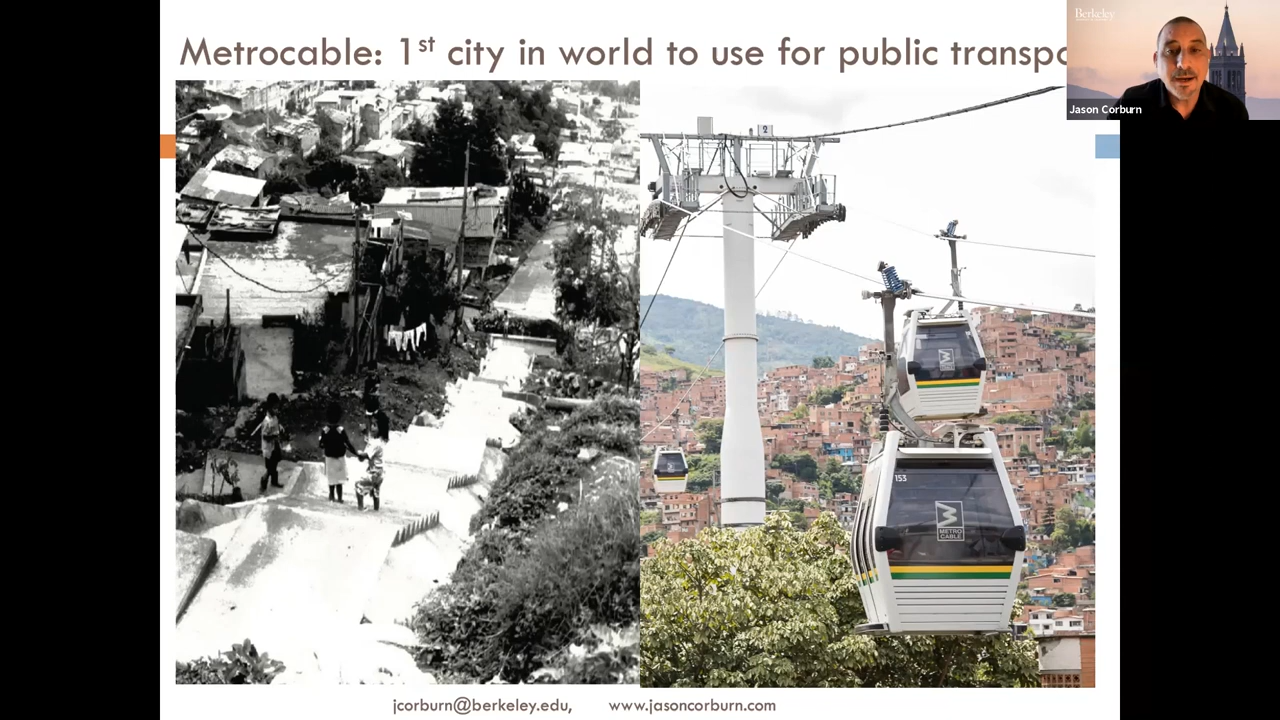 Metrocable: 1st city in world to use for public transpo
Berkeley
Jason Corburn
2
153
METRO
CABLE
jcorburn@berkeley.edu, www.jasoncorburn.com